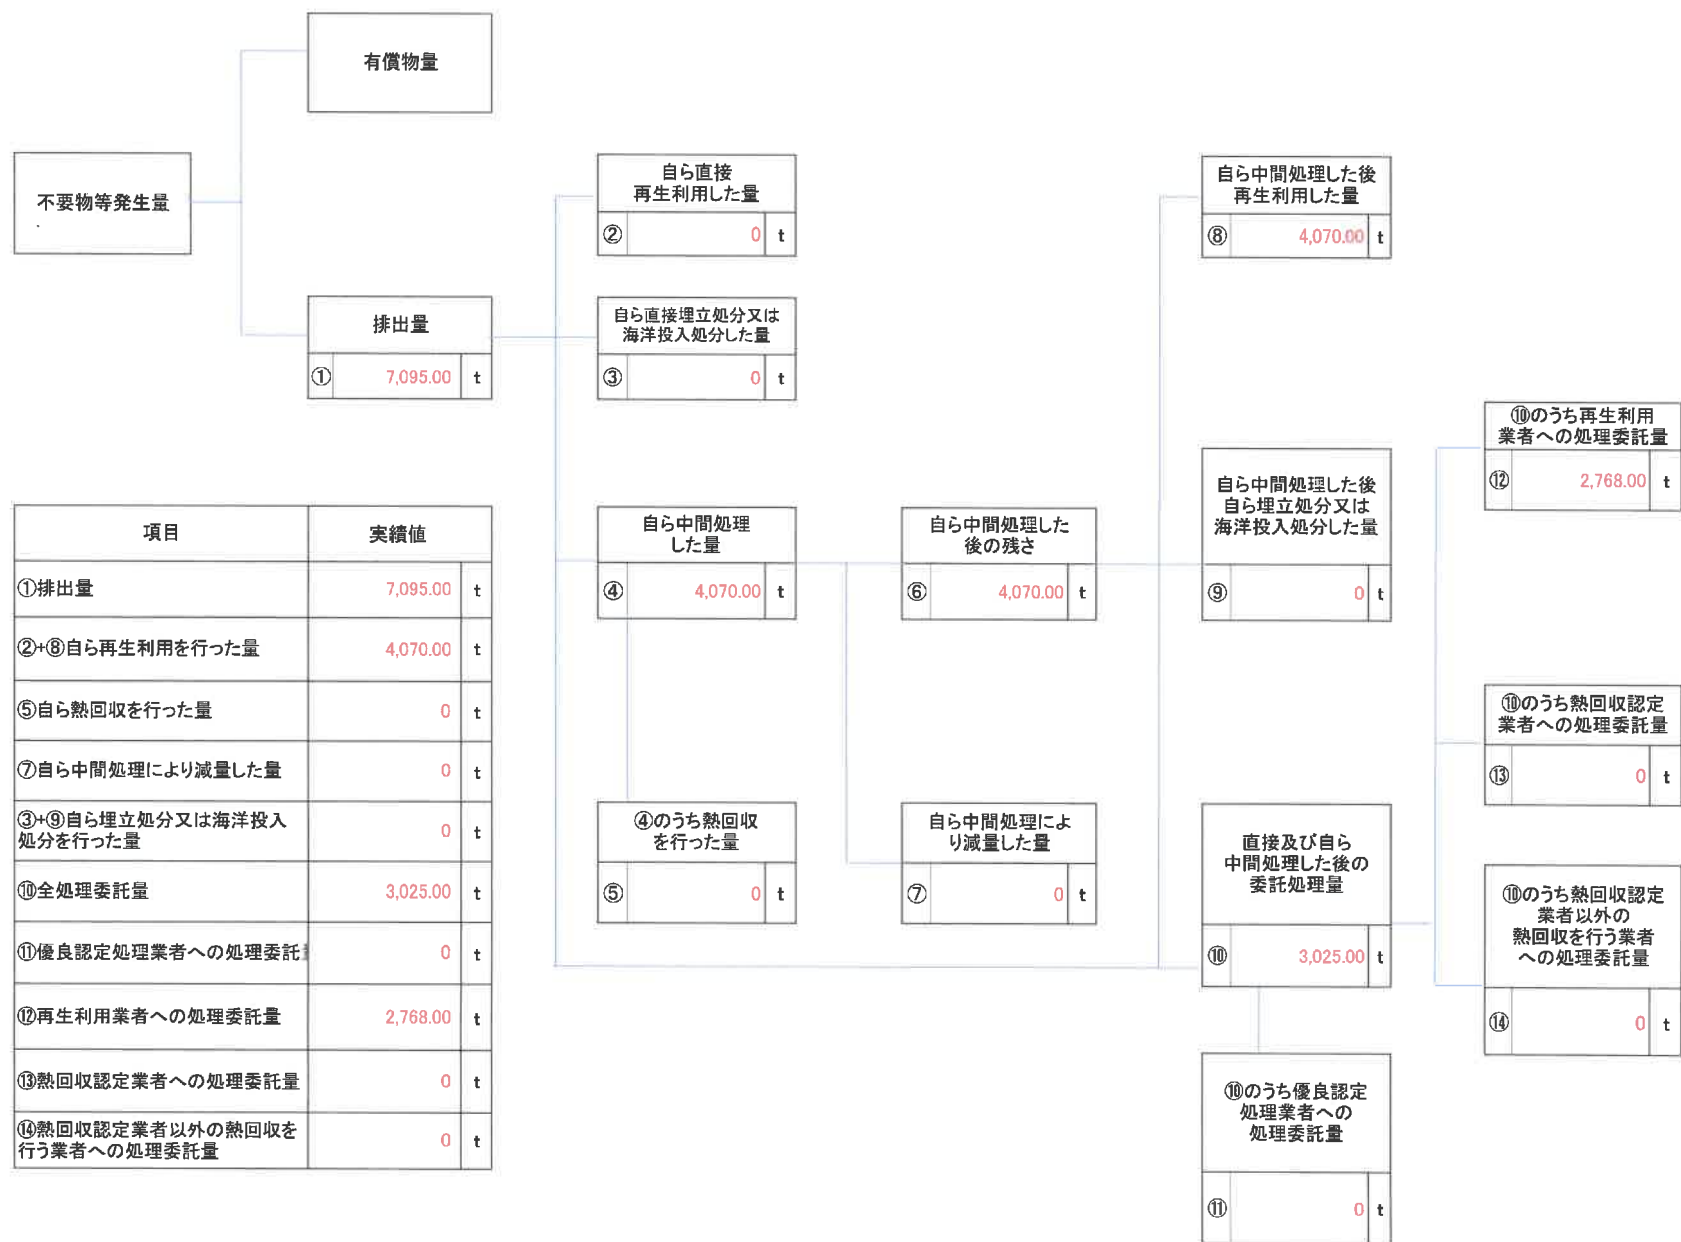 有償物量
不要物等発生量
排出量
① 7,095.00 t
自ら直接
再生利用した量
② 0 t
自ら直接埋立処分又は
海洋投入処分した量
③ 0 t
自ら中間処理
した量
④ 4,070.00 t
④のうち熱回収
を行った量
⑤ 0 t
自ら中間処理した
後の残さ
⑥ 4,070.00 t
自ら中間処理によ
り減量した量
⑦ 0 t
自ら中間処理した後
再生利用した量
⑧ 4,070.00 t
自ら中間処理した後
自ら埋立処分又は
海洋投入処分した量
⑨ 0 t
直接及び自ら
中間処理した後の
委託処理量
⑩ 3,025.00 t
⑩のうち優良認定
処理業者への
処理委託量
⑪ 0 t
⑩のうち再生利用
業者への処理委託量
⑫ 2,768.00 t
⑩のうち熱回収認定
業者への処理委託量
⑬ 0 t
⑩のうち熱回収認定
業者以外の
熱回収を行う業者
への処理委託量
⑭ 0 t
項目 実績値
①排出量 7,095.00 t
②+⑧自ら再生利用を行った量 4,070.00 t
⑤自ら熱回収を行った量 0 t
⑦自ら中間処理により減量した量 0 t
③+⑨自ら埋立処分又は海洋投入
処分を行った量 0 t
⑩全処理委託量 3,025.00 t
⑪優良認定処理業者への処理委託 0 t
⑫再生利用業者への処理委託量 2,768.00 t
⑬熱回収認定業者への処理委託量 0 t
⑭熱回収認定業者以外の熱回収を
行う業者への処理委託量 0 t